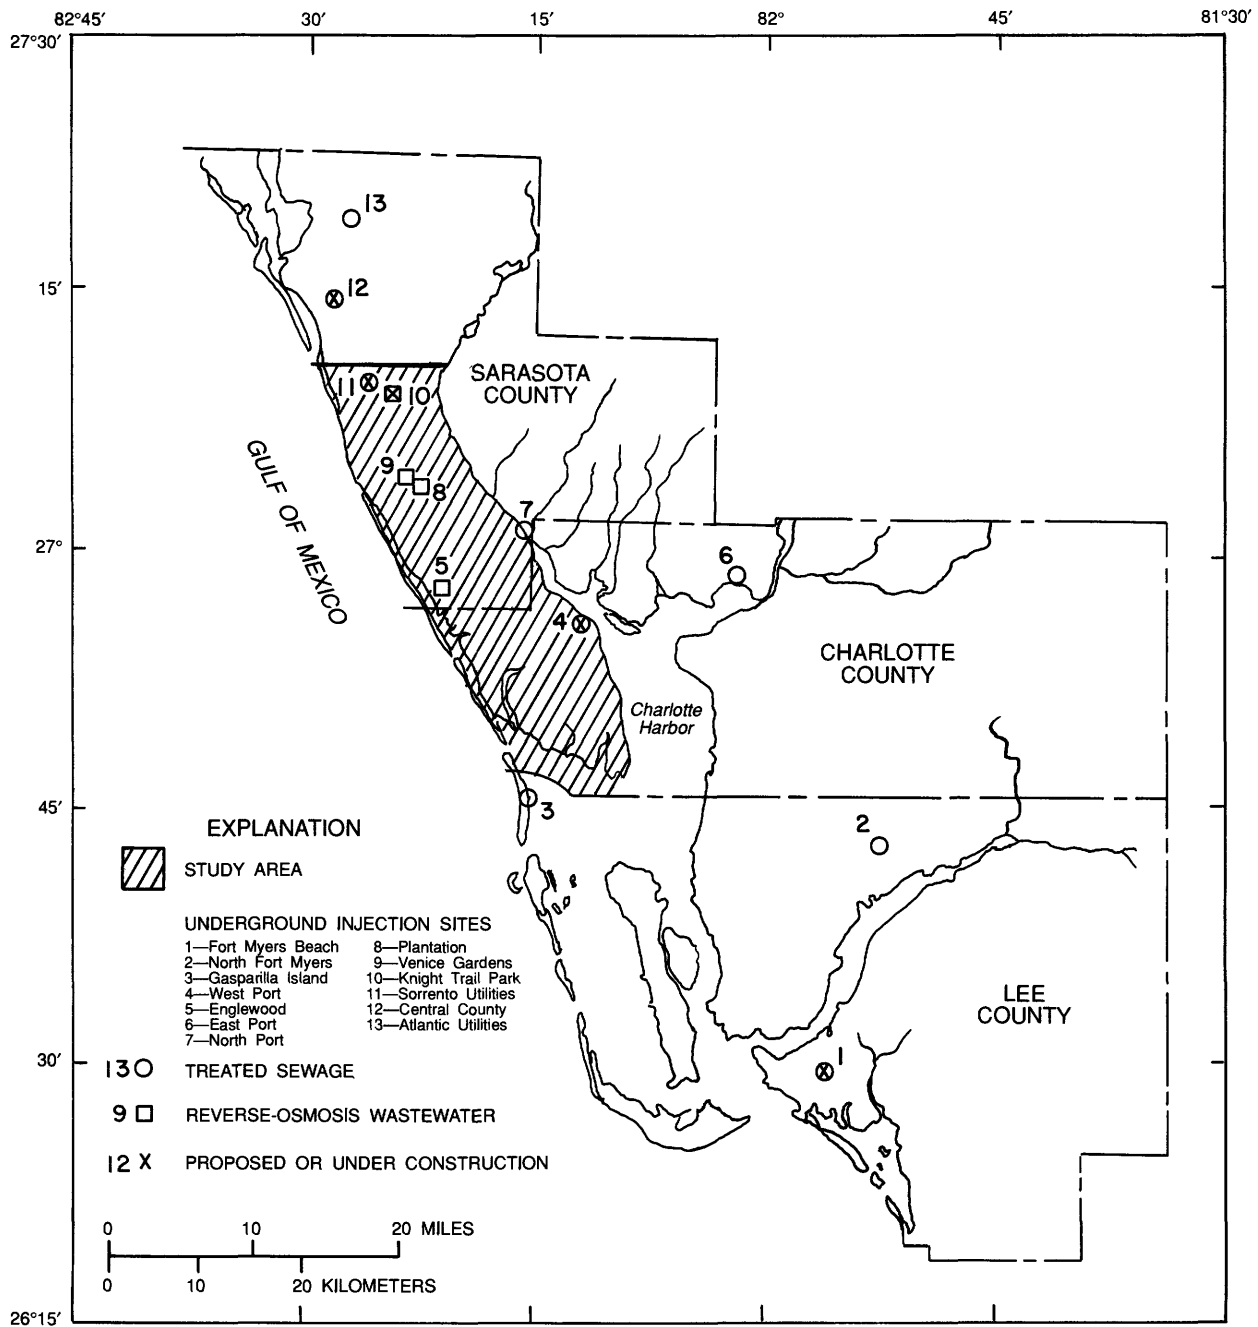 82°45′ 30′ 15′ 82° 45′ 81°30′
27°30′
13
15′
12
SARASOTA
COUNTY
11
10
GULF OF MEXICO
9
8
7
27°
6
5
4
CHARLOTTE
COUNTY
Charlotte
Harbor
45′
3
2
EXPLANATION
STUDY AREA
UNDERGROUND INJECTION SITES
1—Fort Myers Beach 8—Plantation
2—North Fort Myers 9—Venice Gardens
3—Gasparilla Island 10—Knight Trail Park
4—West Port 11—Sorrento Utilities
5—Englewood 12—Central County
6—East Port 13—Atlantic Utilities
7—North Port
LEE
COUNTY
30′
1
13 TREATED SEWAGE
9 REVERSE-OSMOSIS WASTEWATER
12 X PROPOSED OR UNDER CONSTRUCTION
0 10 20 MILES
0 10 20 KILOMETERS
26°15′